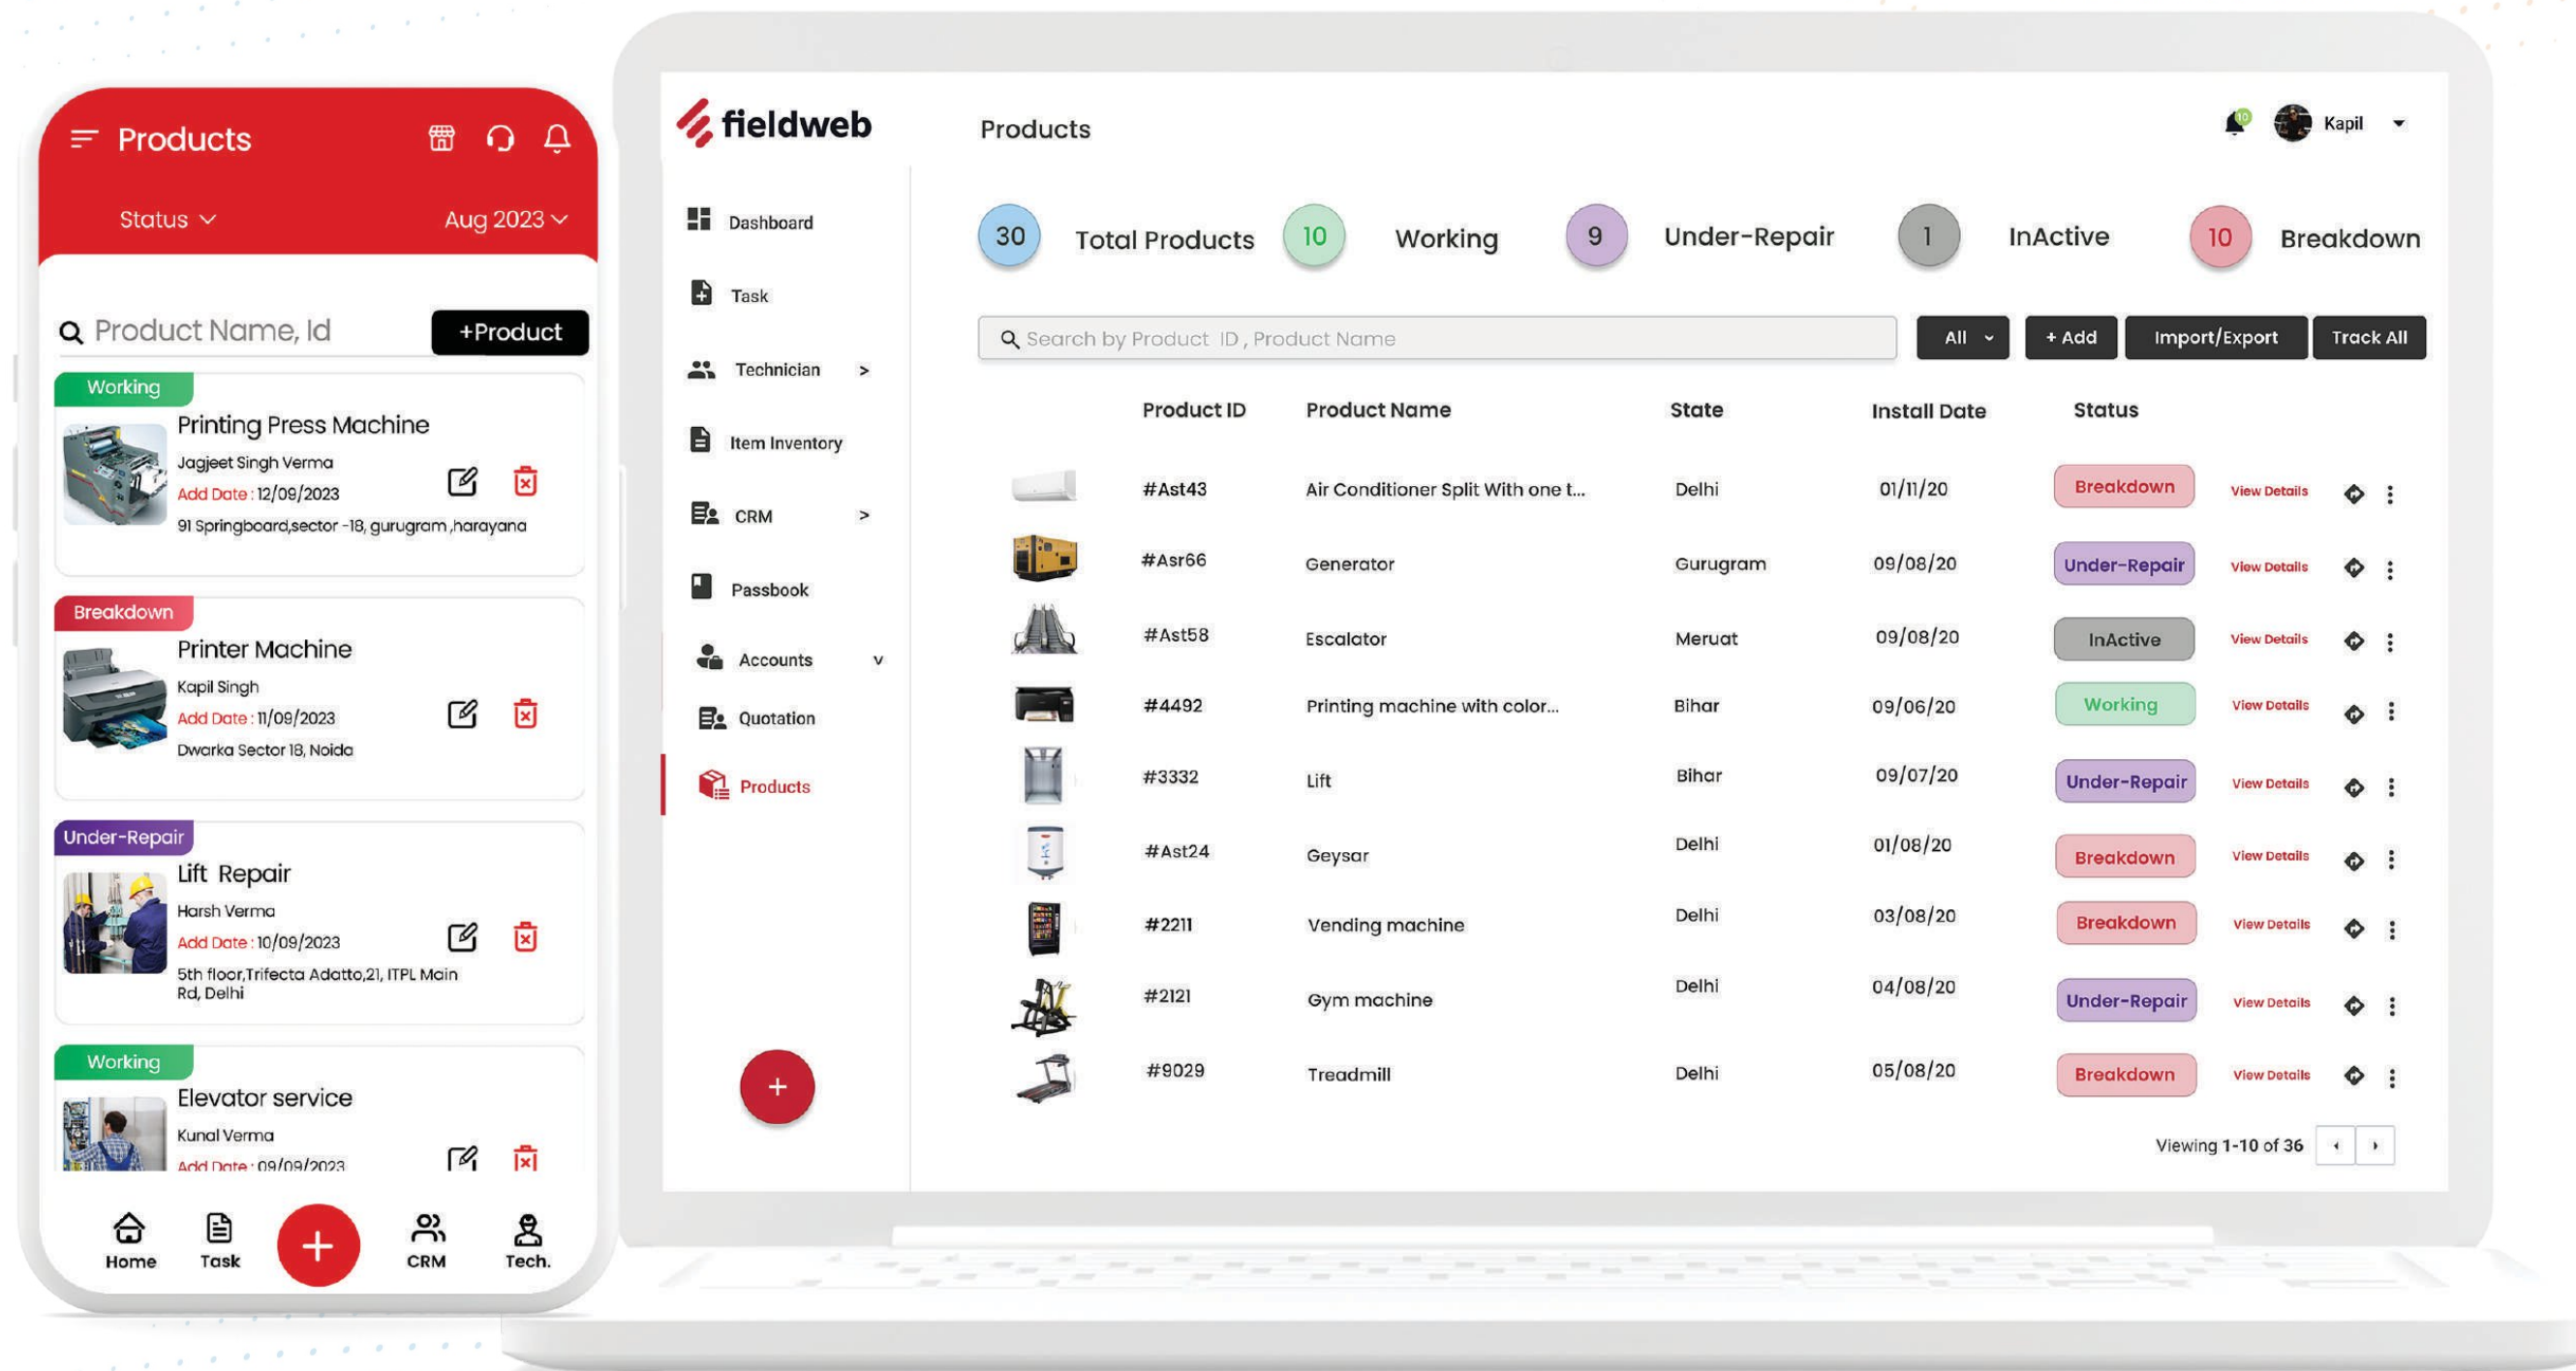 Products
Status
Aug 2023
Product Name, Id
+Product
Working
Printing Press Machine
Jagjeet Singh Verma
Add Date : 12/09/2023
91 Springboard,sector -18, gurugram ,harayana
Breakdown
Printer Machine
Kapil Singh
Add Date : 11/09/2023
Dwarka Sector 18, Noida
Under-Repair
Lift Repair
Harsh Verma
Add Date : 10/09/2023
5th floor,Trifecta Adatto,21, ITPL Main
Rd, Delhi
Working
Elevator service
Kunal Verma
Add Date : 09/09/2023
Home Task + CRM Tech.
fieldweb
Products
10
Kapil
Dashboard
Task
Technician >
Item Inventory
CRM >
Passbook
Accounts v
Quotation
Products
+
30 Total Products 10 Working 9 Under-Repair 1 InActive 10 Breakdown
Search by Product ID , Product Name
All + Add Import/Export Track All
Product ID Product Name State Install Date Status
#Ast43 Air Conditioner Split With one t... Delhi 01/11/20 Breakdown View Details
#Asr66 Generator Gurugram 09/08/20 Under-Repair View Details
#Ast58 Escalator Meruat 09/08/20 InActive View Details
#4492 Printing machine with color... Bihar 09/06/20 Working View Details
#3332 Lift Bihar 09/07/20 Under-Repair View Details
#Ast24 Geysar Delhi 01/08/20 Breakdown View Details
#2211 Vending machine Delhi 03/08/20 Breakdown View Details
#2121 Gym machine Delhi 04/08/20 Under-Repair View Details
#9029 Treadmill Delhi 05/08/20 Breakdown View Details
Viewing 1-10 of 36